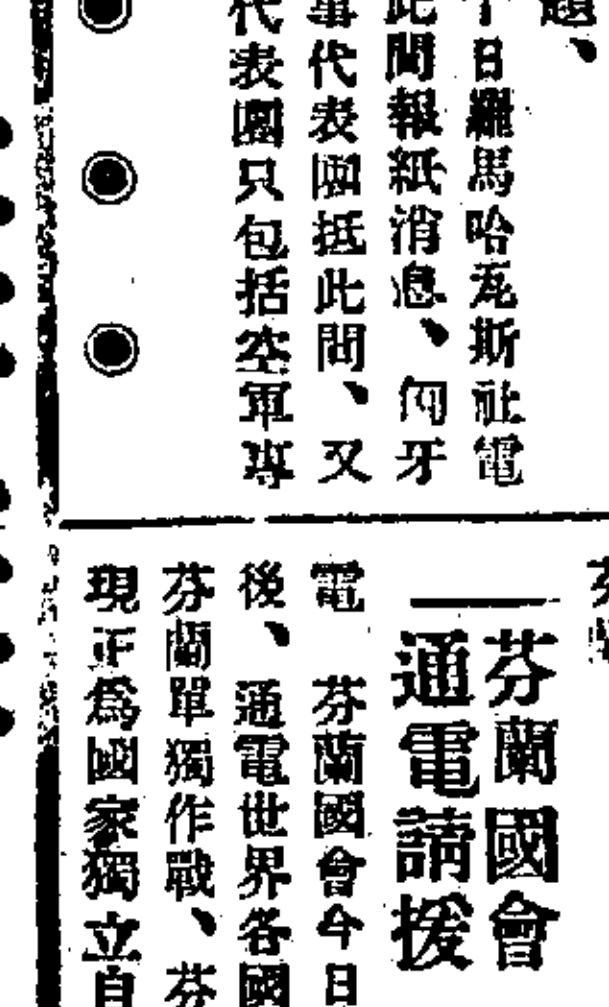 題、
十日羅馬哈瓦斯社電
此間報紙消息、匈牙
事代表團抵此間、又
代表團只包括空軍專
芬蘭國會
通電請援
電　芬蘭國會今日
後、通電世界各國
芬蘭單獨作戰、芬
現正爲國家獨立自